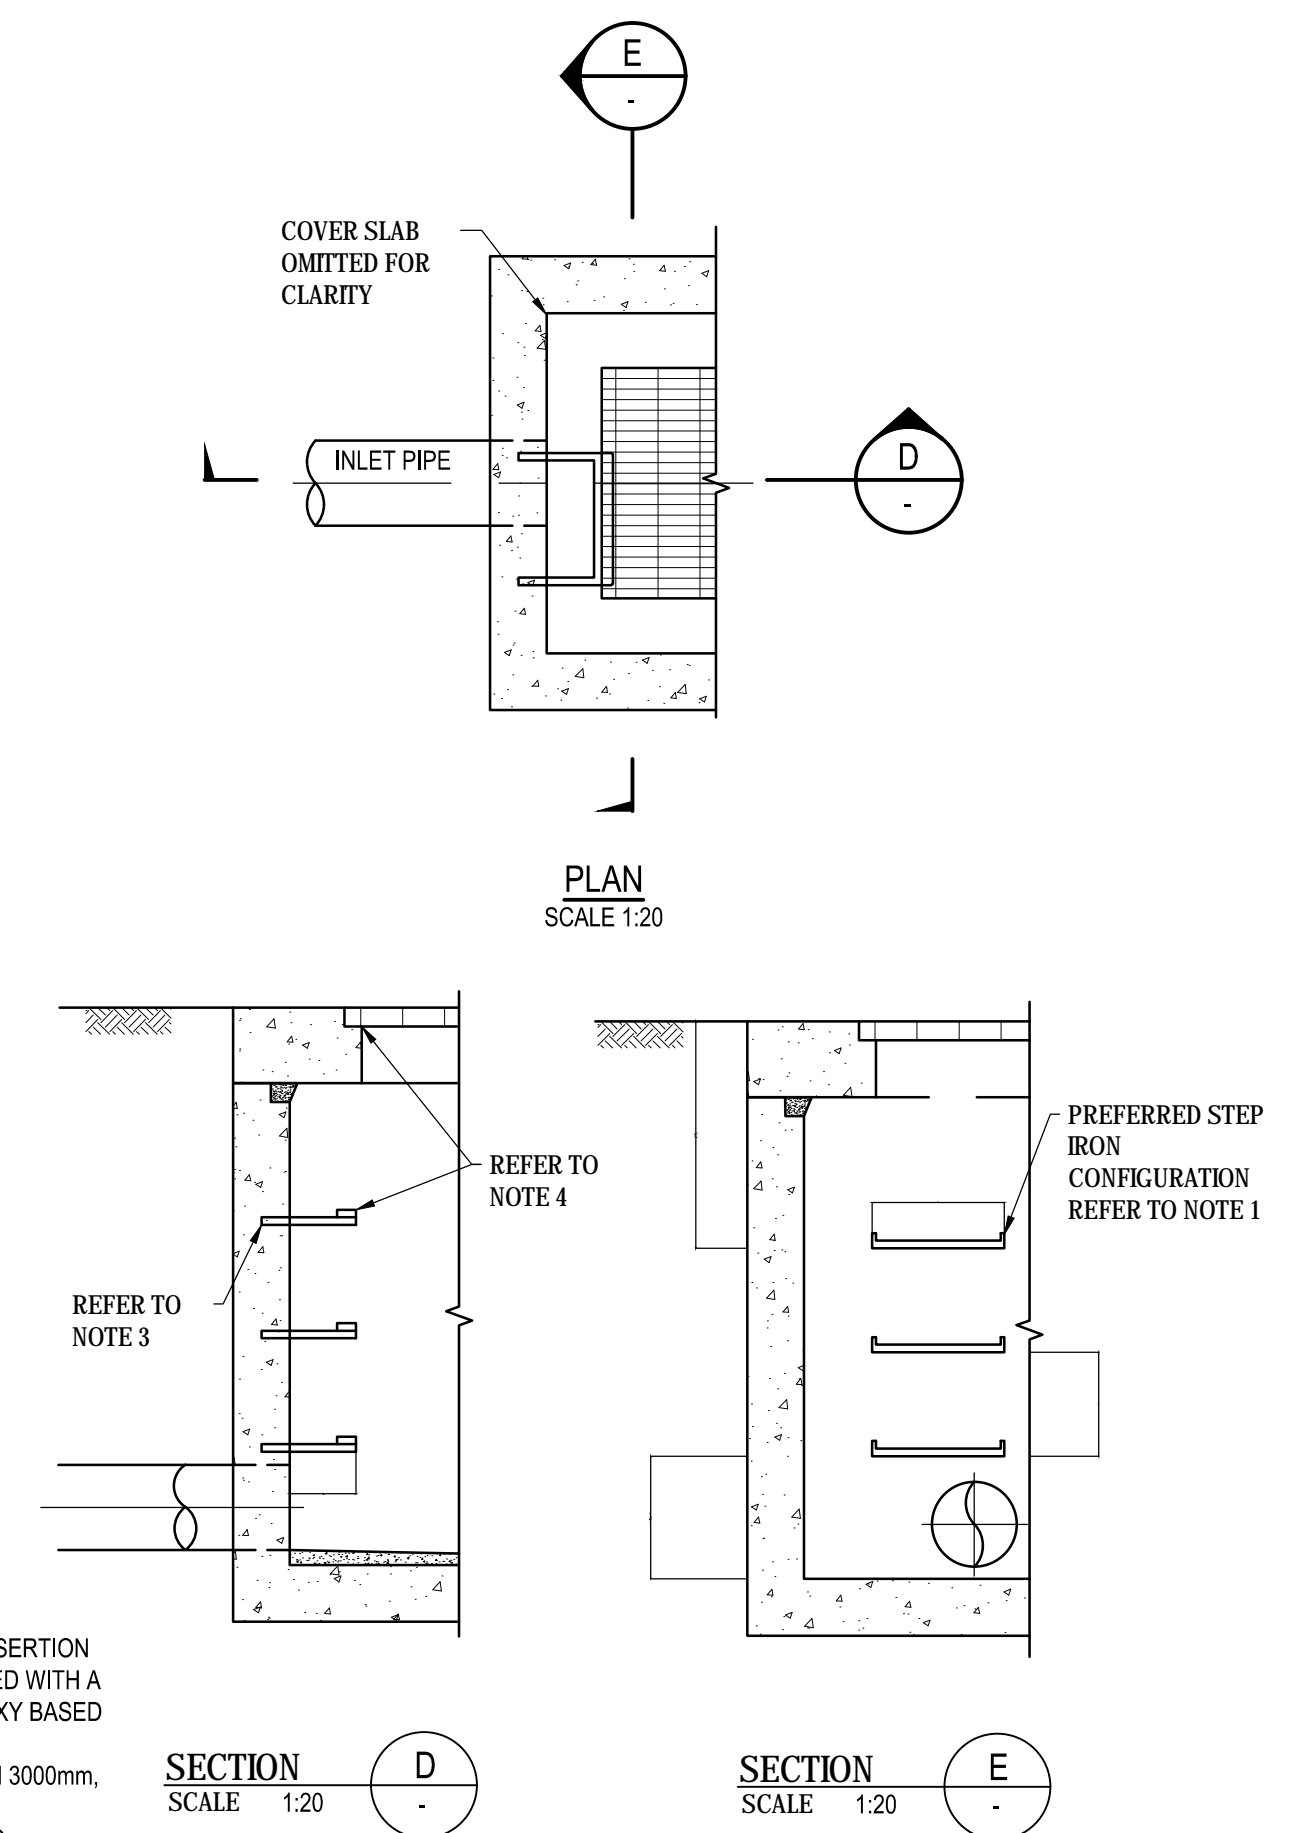 E
-
COVER SLAB
OMITTED FOR
CLARITY
INLET PIPE
D
-
PLAN
SCALE 1:20
REFER TO
NOTE 4
REFER TO
NOTE 3
PREFERRED STEP
IRON
CONFIGURATION
REFER TO NOTE 1
SERTION
ED WITH A
XY BASED
3000mm,
SECTION
SCALE 1:20
D
-
SECTION
SCALE 1:20
E
-